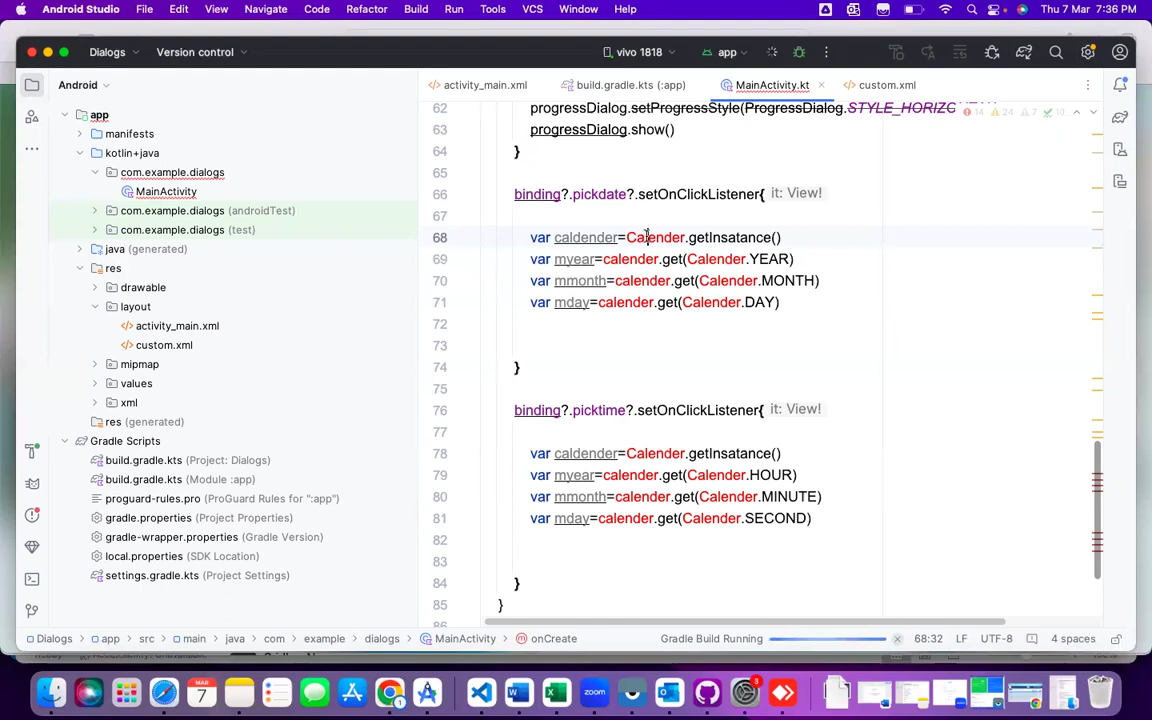 Android Studio File Edit View Navigate Code Refactor Build Run Tools VCS Window Help Thu 7 Mar 7:36 PM
Dialogs Version control vivo 1818 app
Android
activity_main.xml build.gradle.kts (:app) MainActivity.kt custom.xml
app
manifests
kotlin+java
com.example.dialogs
MainActivity
com.example.dialogs (androidTest)
com.example.dialogs (test)
java (generated)
res
drawable
layout
activity_main.xml
custom.xml
mipmap
values
xml
res (generated)
Gradle Scripts
build.gradle.kts (Project: Dialogs)
build.gradle.kts (Module :app)
proguard-rules.pro (ProGuard Rules for ":app")
gradle.properties (Project Properties)
gradle-wrapper.properties (Gradle Version)
local.properties (SDK Location)
settings.gradle.kts (Project Settings)
14 24 7 10
62 progressDialog.setProgressStyle(ProgressDialog.STYLE_HORIZO
63 progressDialog.show()
64 }
65
66 binding?.pickdate?.setOnClickListener{ it: View!
67
68 var caldender=Calender.getInsatance()
69 var myear=calender.get(Calender.YEAR)
70 var mmonth=calender.get(Calender.MONTH)
71 var mday=calender.get(Calender.DAY)
72
73
74 }
75
76 binding?.picktime?.setOnClickListener{ it: View!
77
78 var caldender=Calender.getInsatance()
79 var myear=calender.get(Calender.HOUR)
80 var mmonth=calender.get(Calender.MINUTE)
81 var mday=calender.get(Calender.SECOND)
82
83
84 }
85 }
86
Dialogs app src main java com example dialogs MainActivity onCreate Gradle Build Running 68:32 LF UTF-8 4 spaces
MAR
7
zoom
3